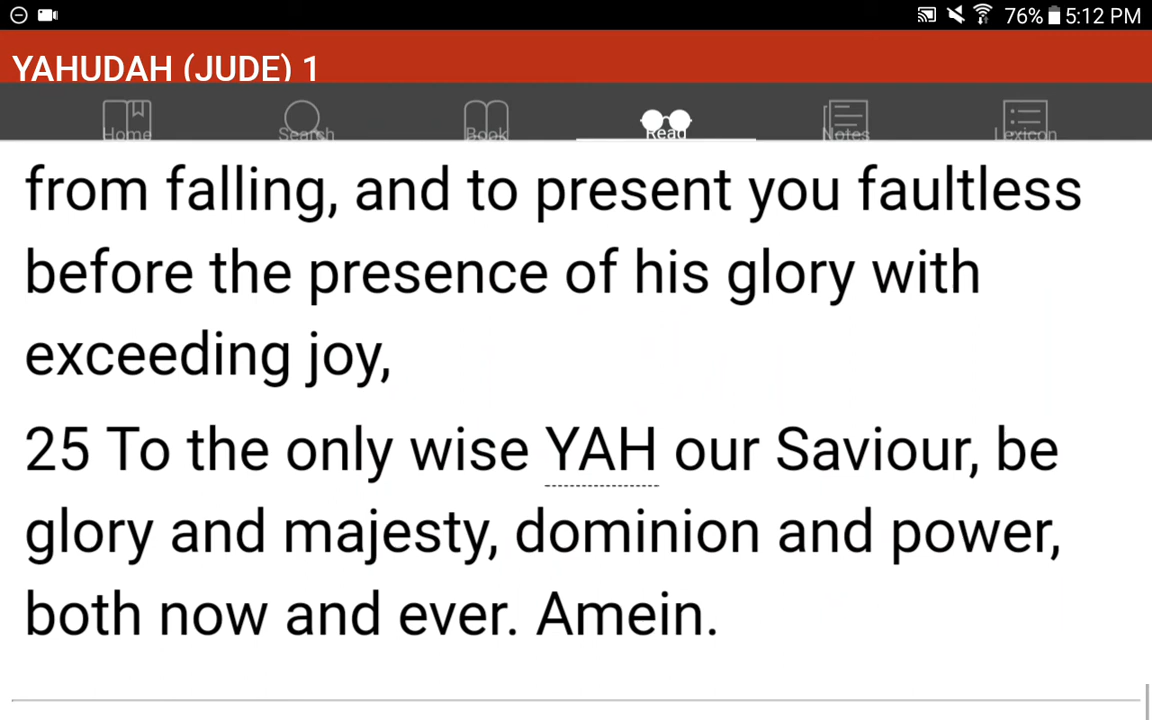 76% 5:12 PM
YAHUDAH (JUDE) 1
Home Search Book Read Notes Lexicon
from falling, and to present you faultless
before the presence of his glory with
exceeding joy,
25 To the only wise YAH our Saviour, be
glory and majesty, dominion and power,
both now and ever. Amein.